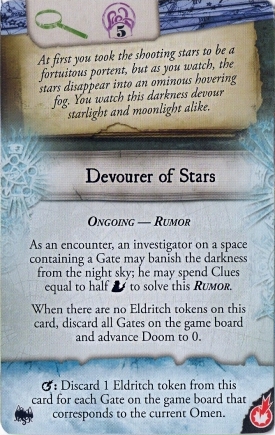 5
At first you took the shooting stars to be a
fortuitous portent, but as you watch, the
stars disappear into an ominous hovering
fog. You watch this darkness devour
starlight and moonlight alike.
Devourer of Stars
Ongoing — Rumor
As an encounter, an investigator on a space
containing a Gate may banish the darkness
from the night sky; he may spend Clues
equal to half to solve this Rumor.
When there are no Eldritch tokens on this
card, discard all Gates on the game board
and advance Doom to 0.
: Discard 1 Eldritch token from this
card for each Gate on the game board that
corresponds to the current Omen.